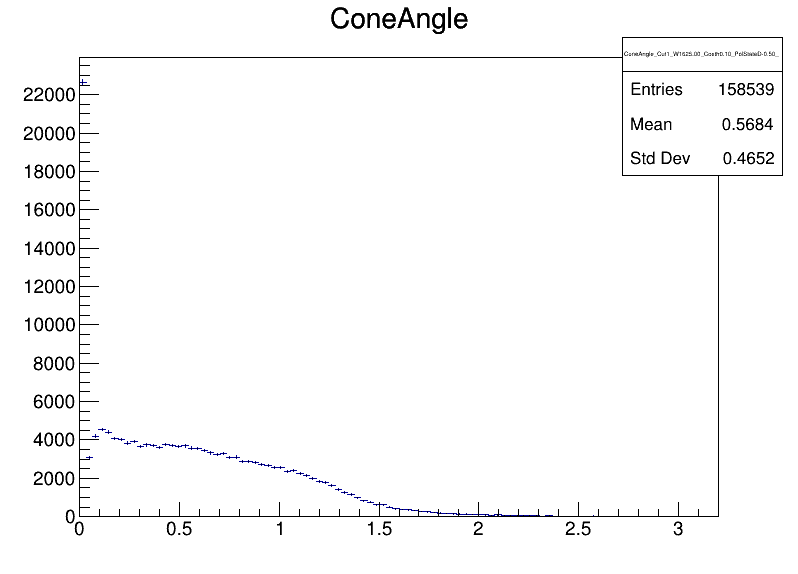 ConeAngle
ConeAngle_Cut1_W1625.00_Costh0.10_PolStateD-0.50_
Entries 158539
Mean 0.5684
Std Dev 0.4652
22000
20000
18000
16000
14000
12000
10000
8000
6000
4000
2000
0
0 0.5 1 1.5 2 2.5 3